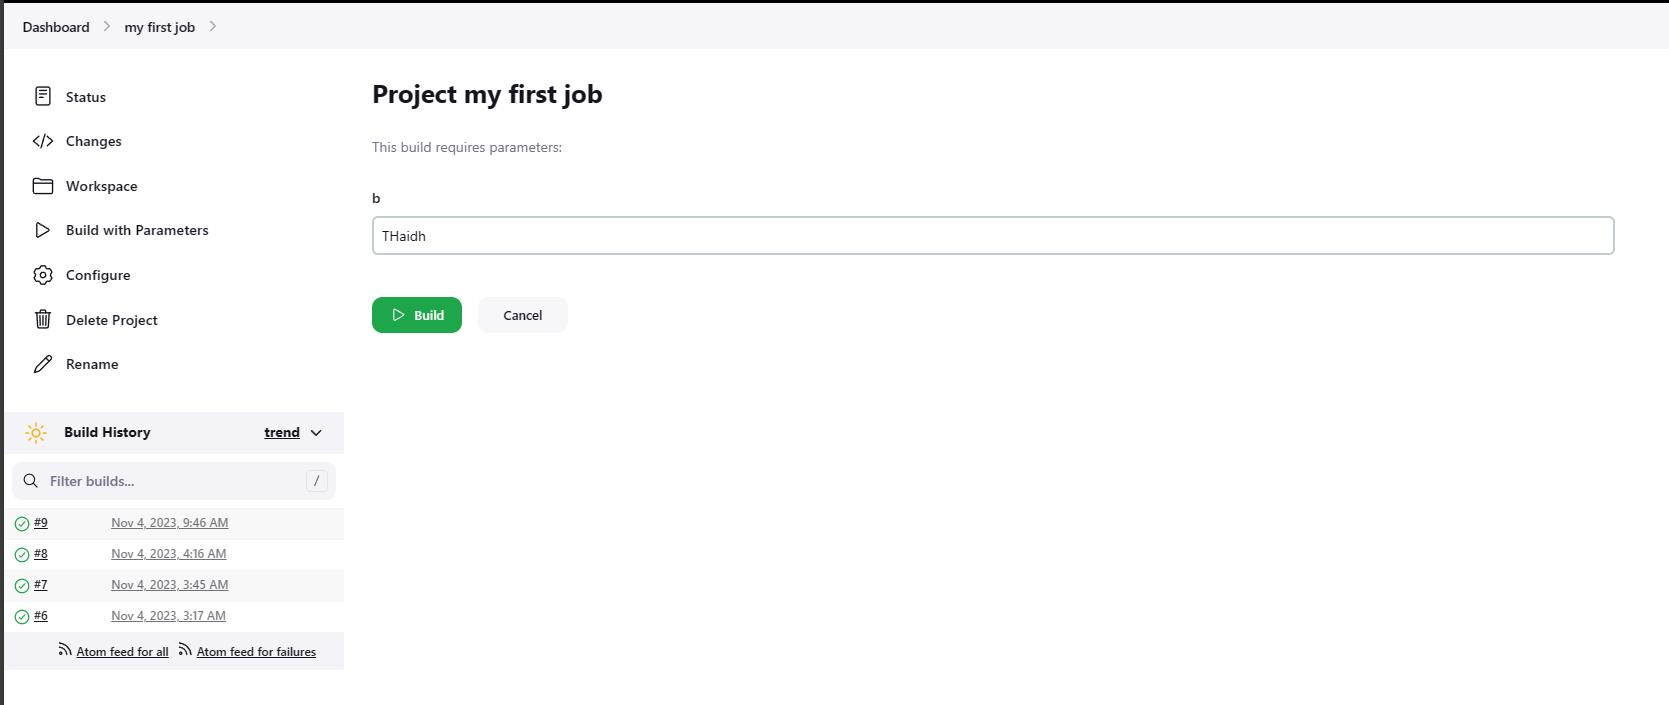 Dashboard
my first job
Status
Changes
Workspace
Build with Parameters
Configure
Delete Project
Rename
Build History
trend
Filter builds...
/
#9 Nov 4, 2023, 9:46 AM
#8 Nov 4, 2023, 4:16 AM
#7 Nov 4, 2023, 3:45 AM
#6 Nov 4, 2023, 3:17 AM
Atom feed for all
Atom feed for failures
Project my first job
This build requires parameters:
b
THaidh
Build
Cancel